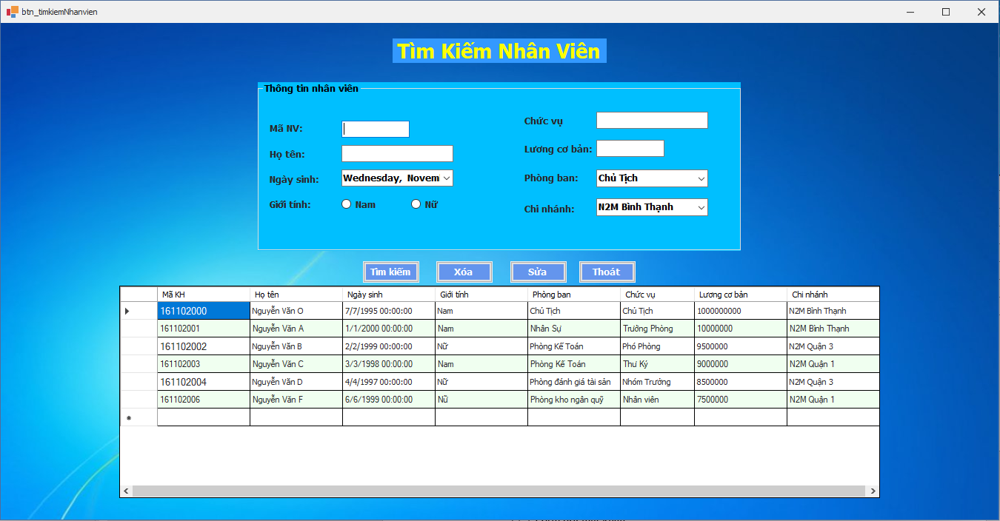 btn_timkiemNhanvien
Tìm Kiếm Nhân Viên
Thông tin nhân viên
Mã NV:
Họ tên:
Ngày sinh: Wednesday, Novem
Giới tính: Nam Nữ
Chức vụ
Lương cơ bản:
Phòng ban: Chủ Tịch
Chi nhánh: N2M Bình Thạnh
Tìm kiếm Xóa Sửa Thoát
Mã KH Họ tên Ngày sinh Giới tính Phòng ban Chức vụ Lương cơ bản Chi nhánh
161102000 Nguyễn Văn O 7/7/1995 00:00:00 Nam Chủ Tịch Chủ Tịch 1000000000 N2M Bình Thạnh
161102001 Nguyễn Văn A 1/1/2000 00:00:00 Nam Nhân Sự Trưởng Phòng 10000000 N2M Bình Thạnh
161102002 Nguyễn Văn B 2/2/1999 00:00:00 Nữ Phòng Kế Toán Phó Phòng 9500000 N2M Quận 3
161102003 Nguyễn Văn C 3/3/1998 00:00:00 Nam Phòng Kế Toán Thư Ký 9000000 N2M Quận 1
161102004 Nguyễn Văn D 4/4/1997 00:00:00 Nữ Phòng đánh giá tài sản Nhóm Trưởng 8500000 N2M Quận 3
161102006 Nguyễn Văn F 6/6/1999 00:00:00 Nữ Phòng kho ngân quỹ Nhân viên 7500000 N2M Quận 1